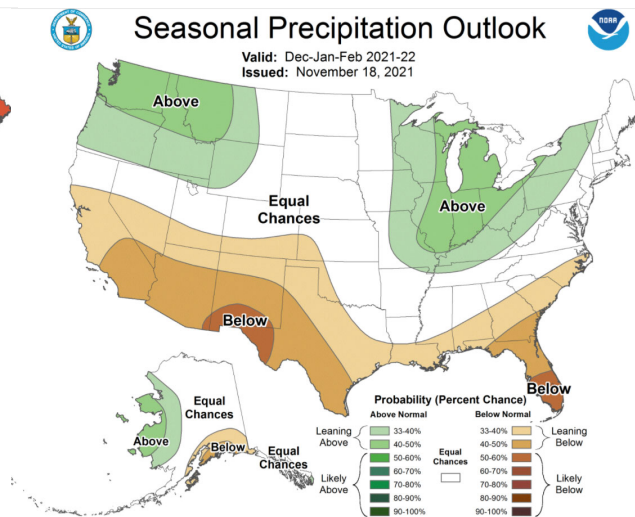 Seasonal Precipitation Outlook
NOAA
Valid: Dec-Jan-Feb 2021-22
Issued: November 18, 2021
Above
Equal
Chances
Above
Below
Below
Equal
Chances
Above
Below
Equal
Chances
Probability (Percent Chance)
Above Normal
Below Normal
Leaning
Above
33-40%
40-50%
Likely
Above
50-60%
60-70%
70-80%
80-90%
90-100%
Equal
Chances
33-40%
40-50%
Leaning
Below
50-60%
60-70%
70-80%
80-90%
90-100%
Likely
Below